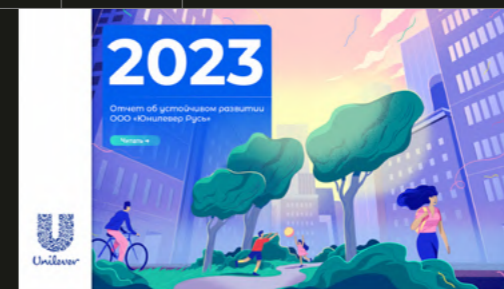 2023
Отчет об устойчивом развитии
ООО «Юнилевер Русь»
Читать →
Unilever